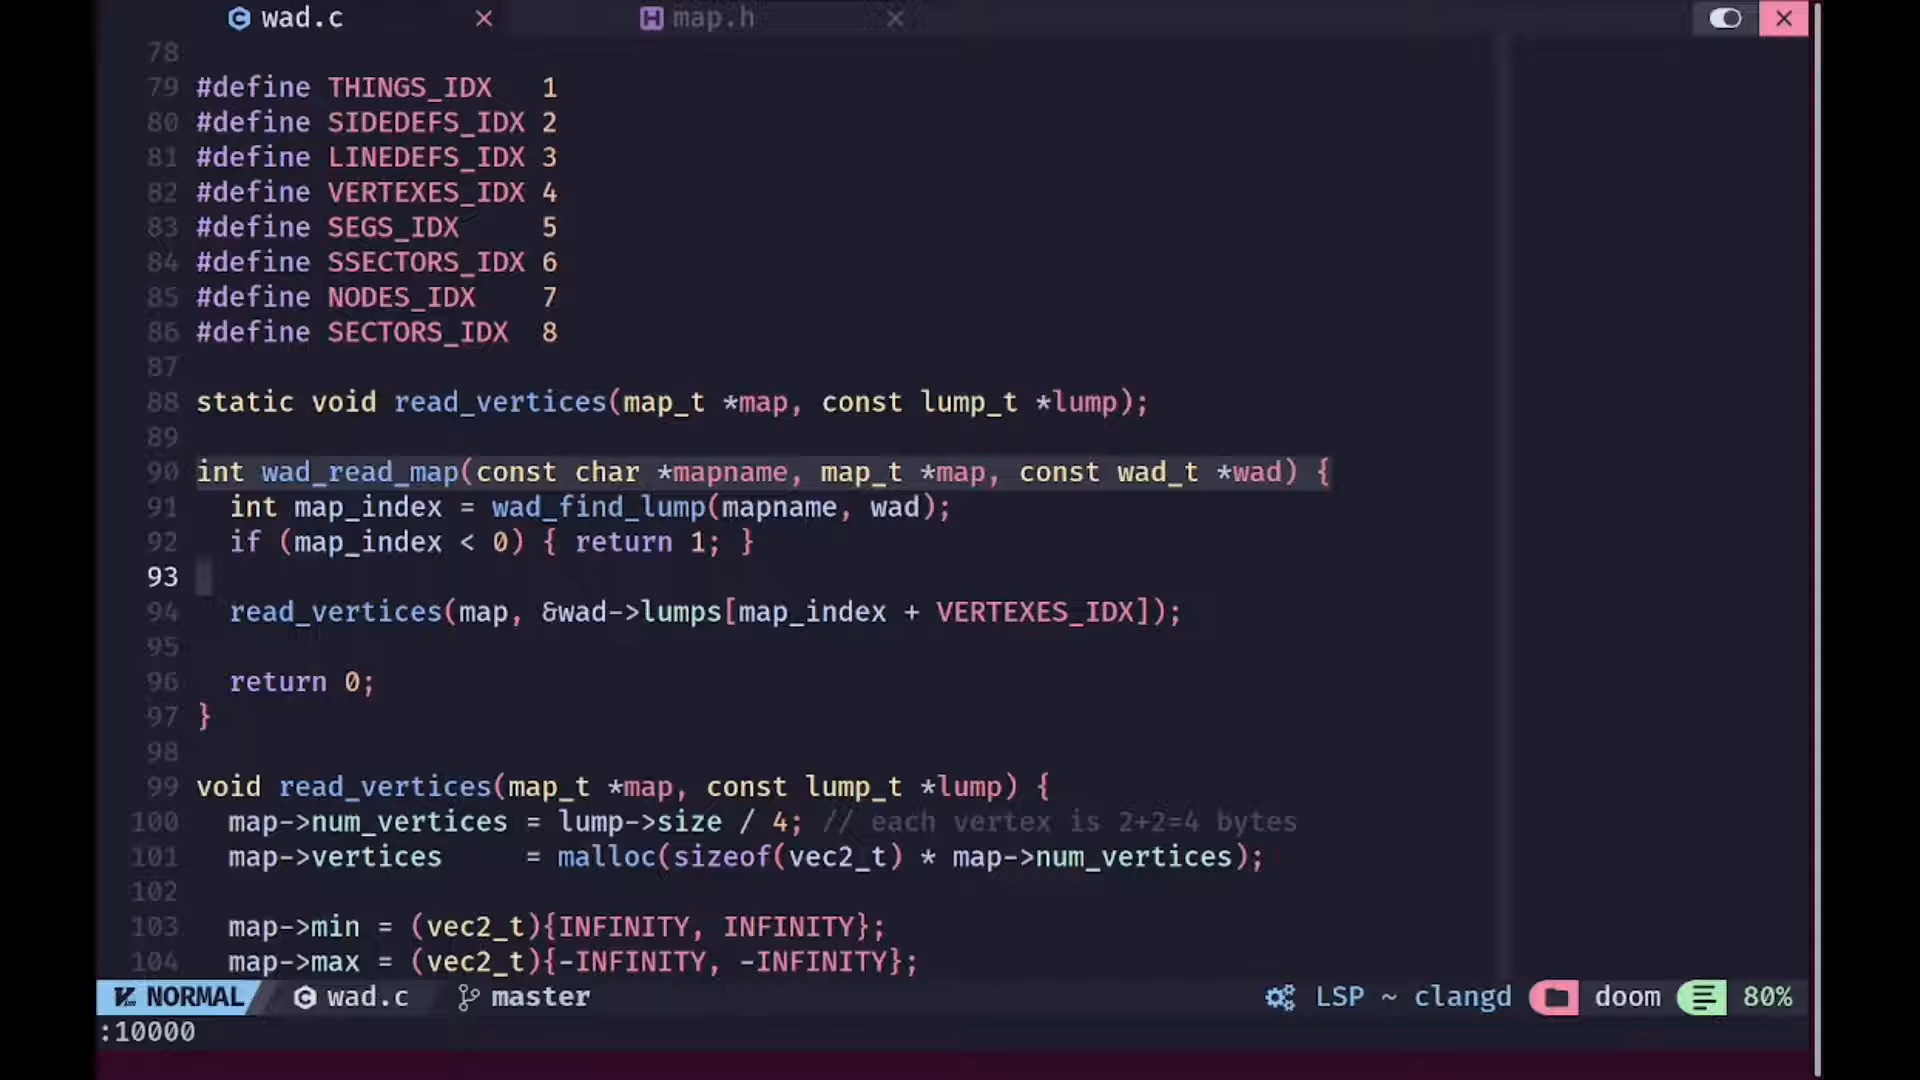 wad.c
map.h
78
79 #define THINGS_IDX   1
80 #define SIDEDEFS_IDX 2
81 #define LINEDEFS_IDX 3
82 #define VERTEXES_IDX 4
83 #define SEGS_IDX     5
84 #define SSECTORS_IDX 6
85 #define NODES_IDX    7
86 #define SECTORS_IDX  8
87
88 static void read_vertices(map_t *map, const lump_t *lump);
89
90 int wad_read_map(const char *mapname, map_t *map, const wad_t *wad) {
91   int map_index = wad_find_lump(mapname, wad);
92   if (map_index < 0) { return 1; }
93
94   read_vertices(map, &wad->lumps[map_index + VERTEXES_IDX]);
95
96   return 0;
97 }
98
99 void read_vertices(map_t *map, const lump_t *lump) {
100   map->num_vertices = lump->size / 4; // each vertex is 2+2=4 bytes
101   map->vertices     = malloc(sizeof(vec2_t) * map->num_vertices);
102
103   map->min = (vec2_t){INFINITY, INFINITY};
104   map->max = (vec2_t){-INFINITY, -INFINITY};
NORMAL wad.c master LSP ~ clangd doom 80%
:10000